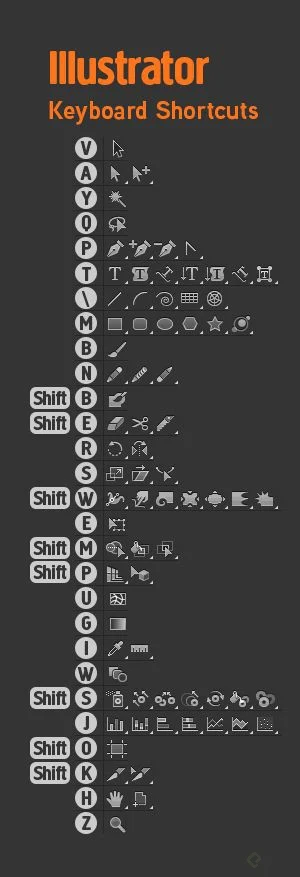 Illustrator
Keyboard Shortcuts
V
A
Y
Q
P
T
\
M
B
N
Shift B
Shift E
R
S
Shift W
E
Shift M
Shift P
U
G
I
W
Shift S
J
Shift O
Shift K
H
Z